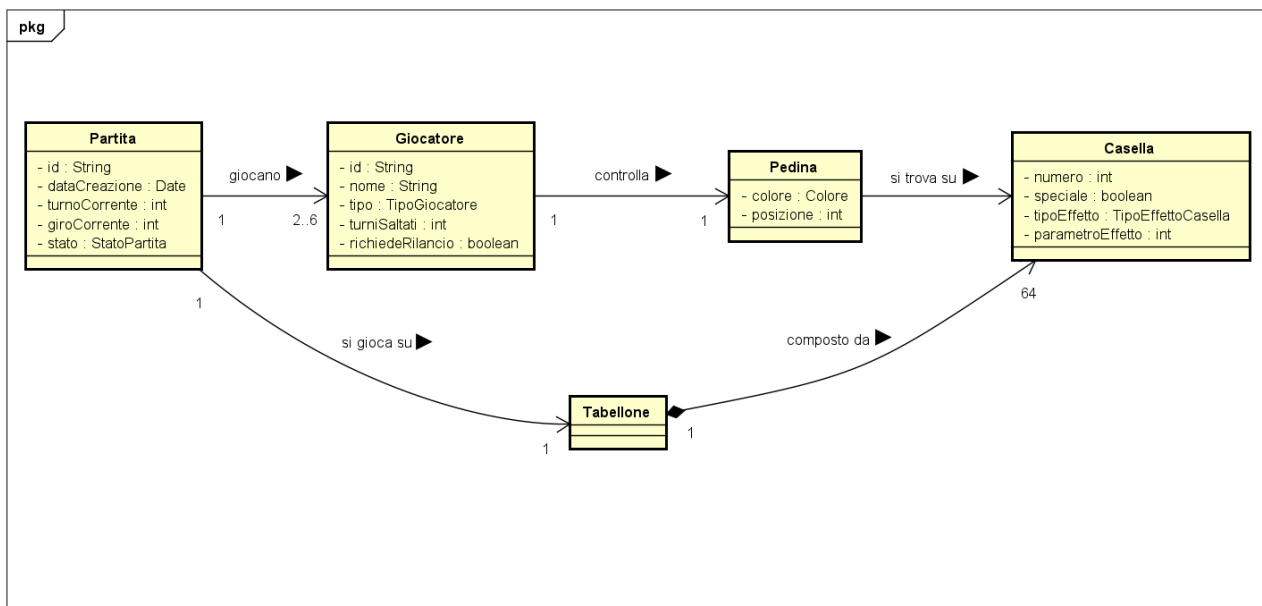 pkg
Partita
- id : String
- dataCreazione : Date
- turnoCorrente : int
- giroCorrente : int
- stato : StatoPartita
giocano ▶
1
2..6
Giocatore
- id : String
- nome : String
- tipo : TipoGiocatore
- turniSaltati : int
- richiedeRilancio : boolean
controlla ▶
1
1
Pedina
- colore : Colore
- posizione : int
si trova su ▶
Casella
- numero : int
- speciale : boolean
- tipoEffetto : TipoEffettoCasella
- parametroEffetto : int
1
si gioca su ▶
1
Tabellone
1
composto da ▶
64